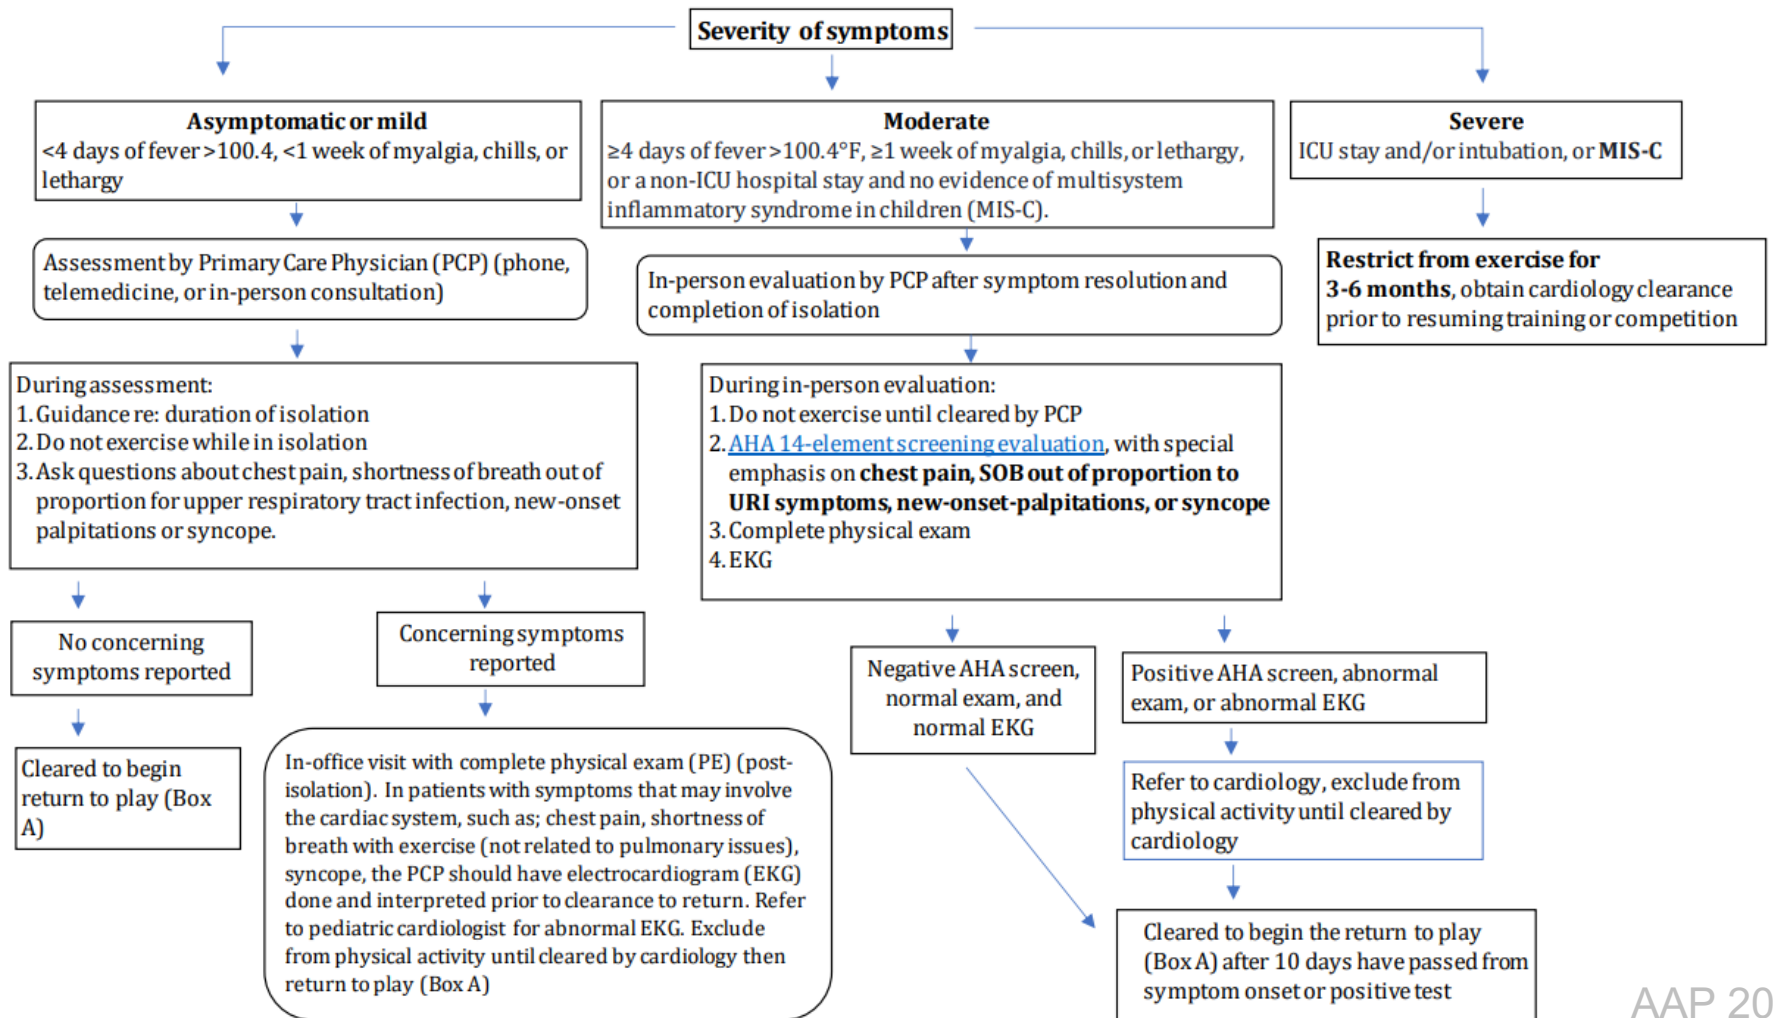 Severity of symptoms
Asymptomatic or mild
<4 days of fever >100.4, <1 week of myalgia, chills, or
lethargy
Moderate
≥4 days of fever >100.4°F, ≥1 week of myalgia, chills, or lethargy,
or a non-ICU hospital stay and no evidence of multisystem
inflammatory syndrome in children (MIS-C).
Severe
ICU stay and/or intubation, or MIS-C
Assessment by Primary Care Physician (PCP) (phone,
telemedicine, or in-person consultation)
In-person evaluation by PCP after symptom resolution and
completion of isolation
Restrict from exercise for
3-6 months, obtain cardiology clearance
prior to resuming training or competition
During assessment:
1. Guidance re: duration of isolation
2. Do not exercise while in isolation
3. Ask questions about chest pain, shortness of breath out of
proportion for upper respiratory tract infection, new-onset
palpitations or syncope.
During in-person evaluation:
1. Do not exercise until cleared by PCP
2. AHA 14-element screening evaluation, with special
emphasis on chest pain, SOB out of proportion to
URI symptoms, new-onset-palpitations, or syncope
3. Complete physical exam
4. EKG
No concerning
symptoms reported
Concerning symptoms
reported
Negative AHA screen,
normal exam, and
normal EKG
Positive AHA screen, abnormal
exam, or abnormal EKG
Cleared to begin
return to play (Box
A)
In-office visit with complete physical exam (PE) (post-
isolation). In patients with symptoms that may involve
the cardiac system, such as; chest pain, shortness of
breath with exercise (not related to pulmonary issues),
syncope, the PCP should have electrocardiogram (EKG)
done and interpreted prior to clearance to return. Refer
to pediatric cardiologist for abnormal EKG. Exclude
from physical activity until cleared by cardiology then
return to play (Box A)
Refer to cardiology, exclude from
physical activity until cleared by
cardiology
Cleared to begin the return to play
(Box A) after 10 days have passed from
symptom onset or positive test
AAP 20